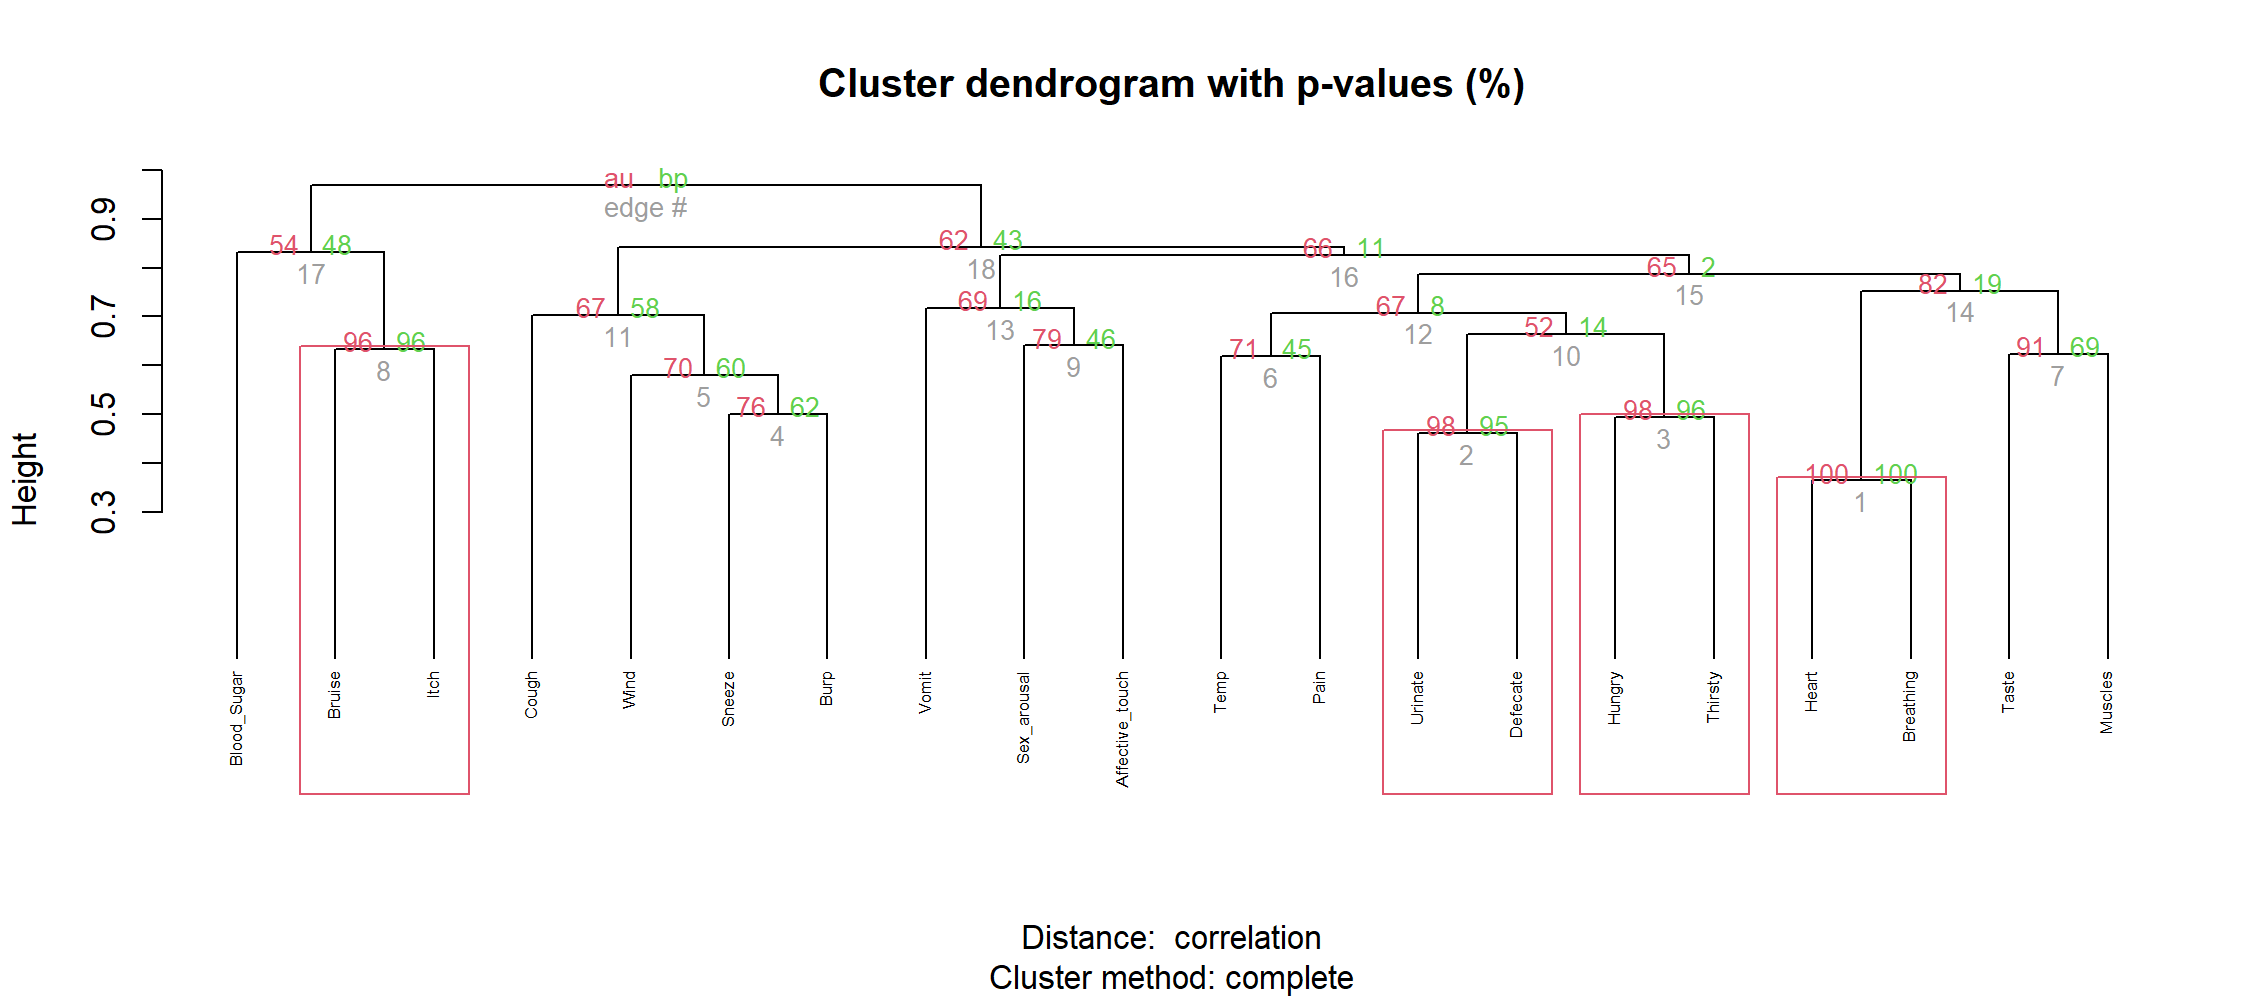 Cluster dendrogram with p-values (%)
Height
0.3 0.5 0.7 0.9
au bp
edge #
54 48
17
62 43
18
66 11
16
65 2
15
82 19
14
69 16
13
67 8
12
67 58
11
52 14
10
79 46
9
96 96
8
91 69
7
71 45
6
70 60
5
76 62
4
98 96
3
98 95
2
100 100
1
Blood_Sugar
Bruise
Itch
Cough
Wind
Sneeze
Burp
Vomit
Sex_arousal
Affective_touch
Temp
Pain
Urinate
Defecate
Hungry
Thirsty
Heart
Breathing
Taste
Muscles
Distance: correlation
Cluster method: complete